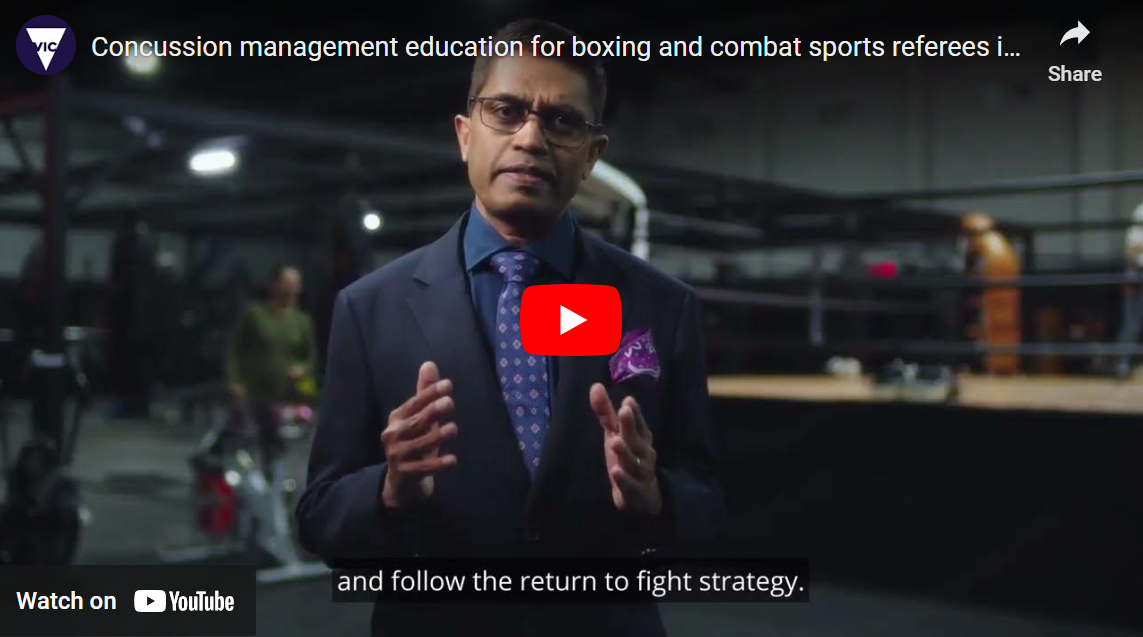 VIC
Concussion management education for boxing and combat sports referees i...
Share
and follow the return to fight strategy.
Watch on YouTube